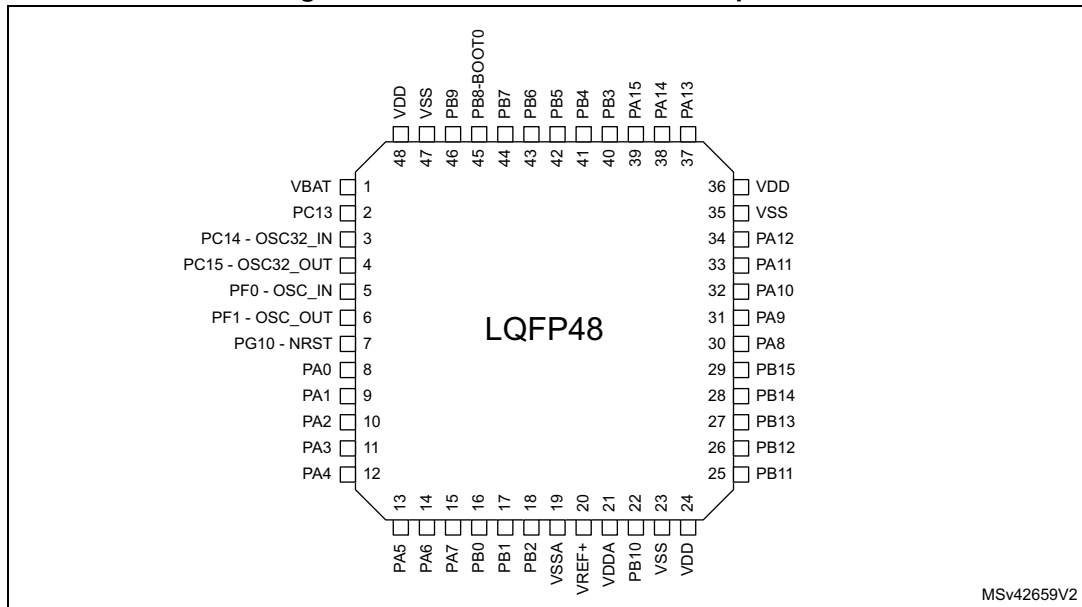 48 VDD
47 VSS
46 PB9
45 PB8-BOOT0
44 PB7
43 PB6
42 PB5
41 PB4
40 PB3
39 PA15
38 PA14
37 PA13
VBAT 1
PC13 2
PC14 - OSC32_IN 3
PC15 - OSC32_OUT 4
PF0 - OSC_IN 5
PF1 - OSC_OUT 6
PG10 - NRST 7
PA0 8
PA1 9
PA2 10
PA3 11
PA4 12
LQFP48
36 VDD
35 VSS
34 PA12
33 PA11
32 PA10
31 PA9
30 PA8
29 PB15
28 PB14
27 PB13
26 PB12
25 PB11
PA5 13
PA6 14
PA7 15
PB0 16
PB1 17
PB2 18
VSSA 19
VREF+ 20
VDDA 21
PB10 22
VSS 23
VDD 24
MSv42659V2